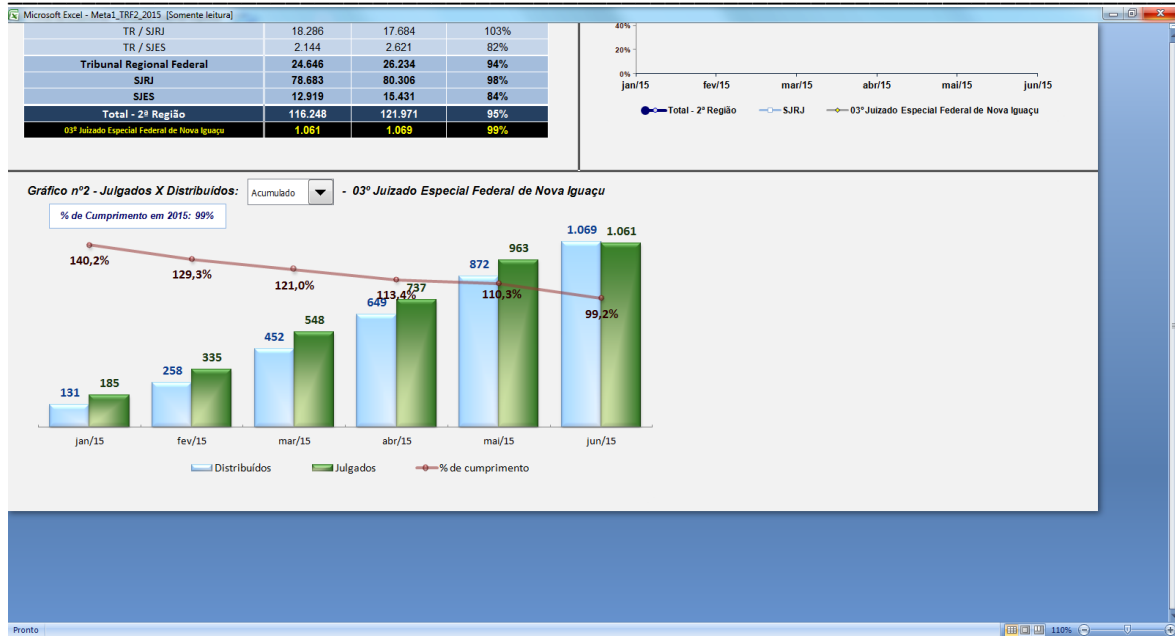 Microsoft Excel - Meta1_TRF2_2015 [Somente leitura]
TR / SJRJ 18.286 17.684 103%
TR / SJES 2.144 2.621 82%
Tribunal Regional Federal 24.646 26.234 94%
SJRJ 78.683 80.306 98%
SJES 12.919 15.431 84%
Total - 2ª Região 116.248 121.971 95%
03º Juizado Especial Federal de Nova Iguaçu 1.061 1.069 99%
40%
20%
0%
jan/15 fev/15 mar/15 abr/15 mai/15 jun/15
Total - 2ª Região SJRJ 03º Juizado Especial Federal de Nova Iguaçu
Gráfico nº2 - Julgados X Distribuídos: Acumulado - 03º Juizado Especial Federal de Nova Iguaçu
% de Cumprimento em 2015: 99%
140,2% 129,3% 121,0% 113,4% 110,3% 99,2%
131 185 258 335 452 548 649 737 872 963 1.069 1.061
jan/15 fev/15 mar/15 abr/15 mai/15 jun/15
Distribuídos Julgados % de cumprimento
Pronto 110%